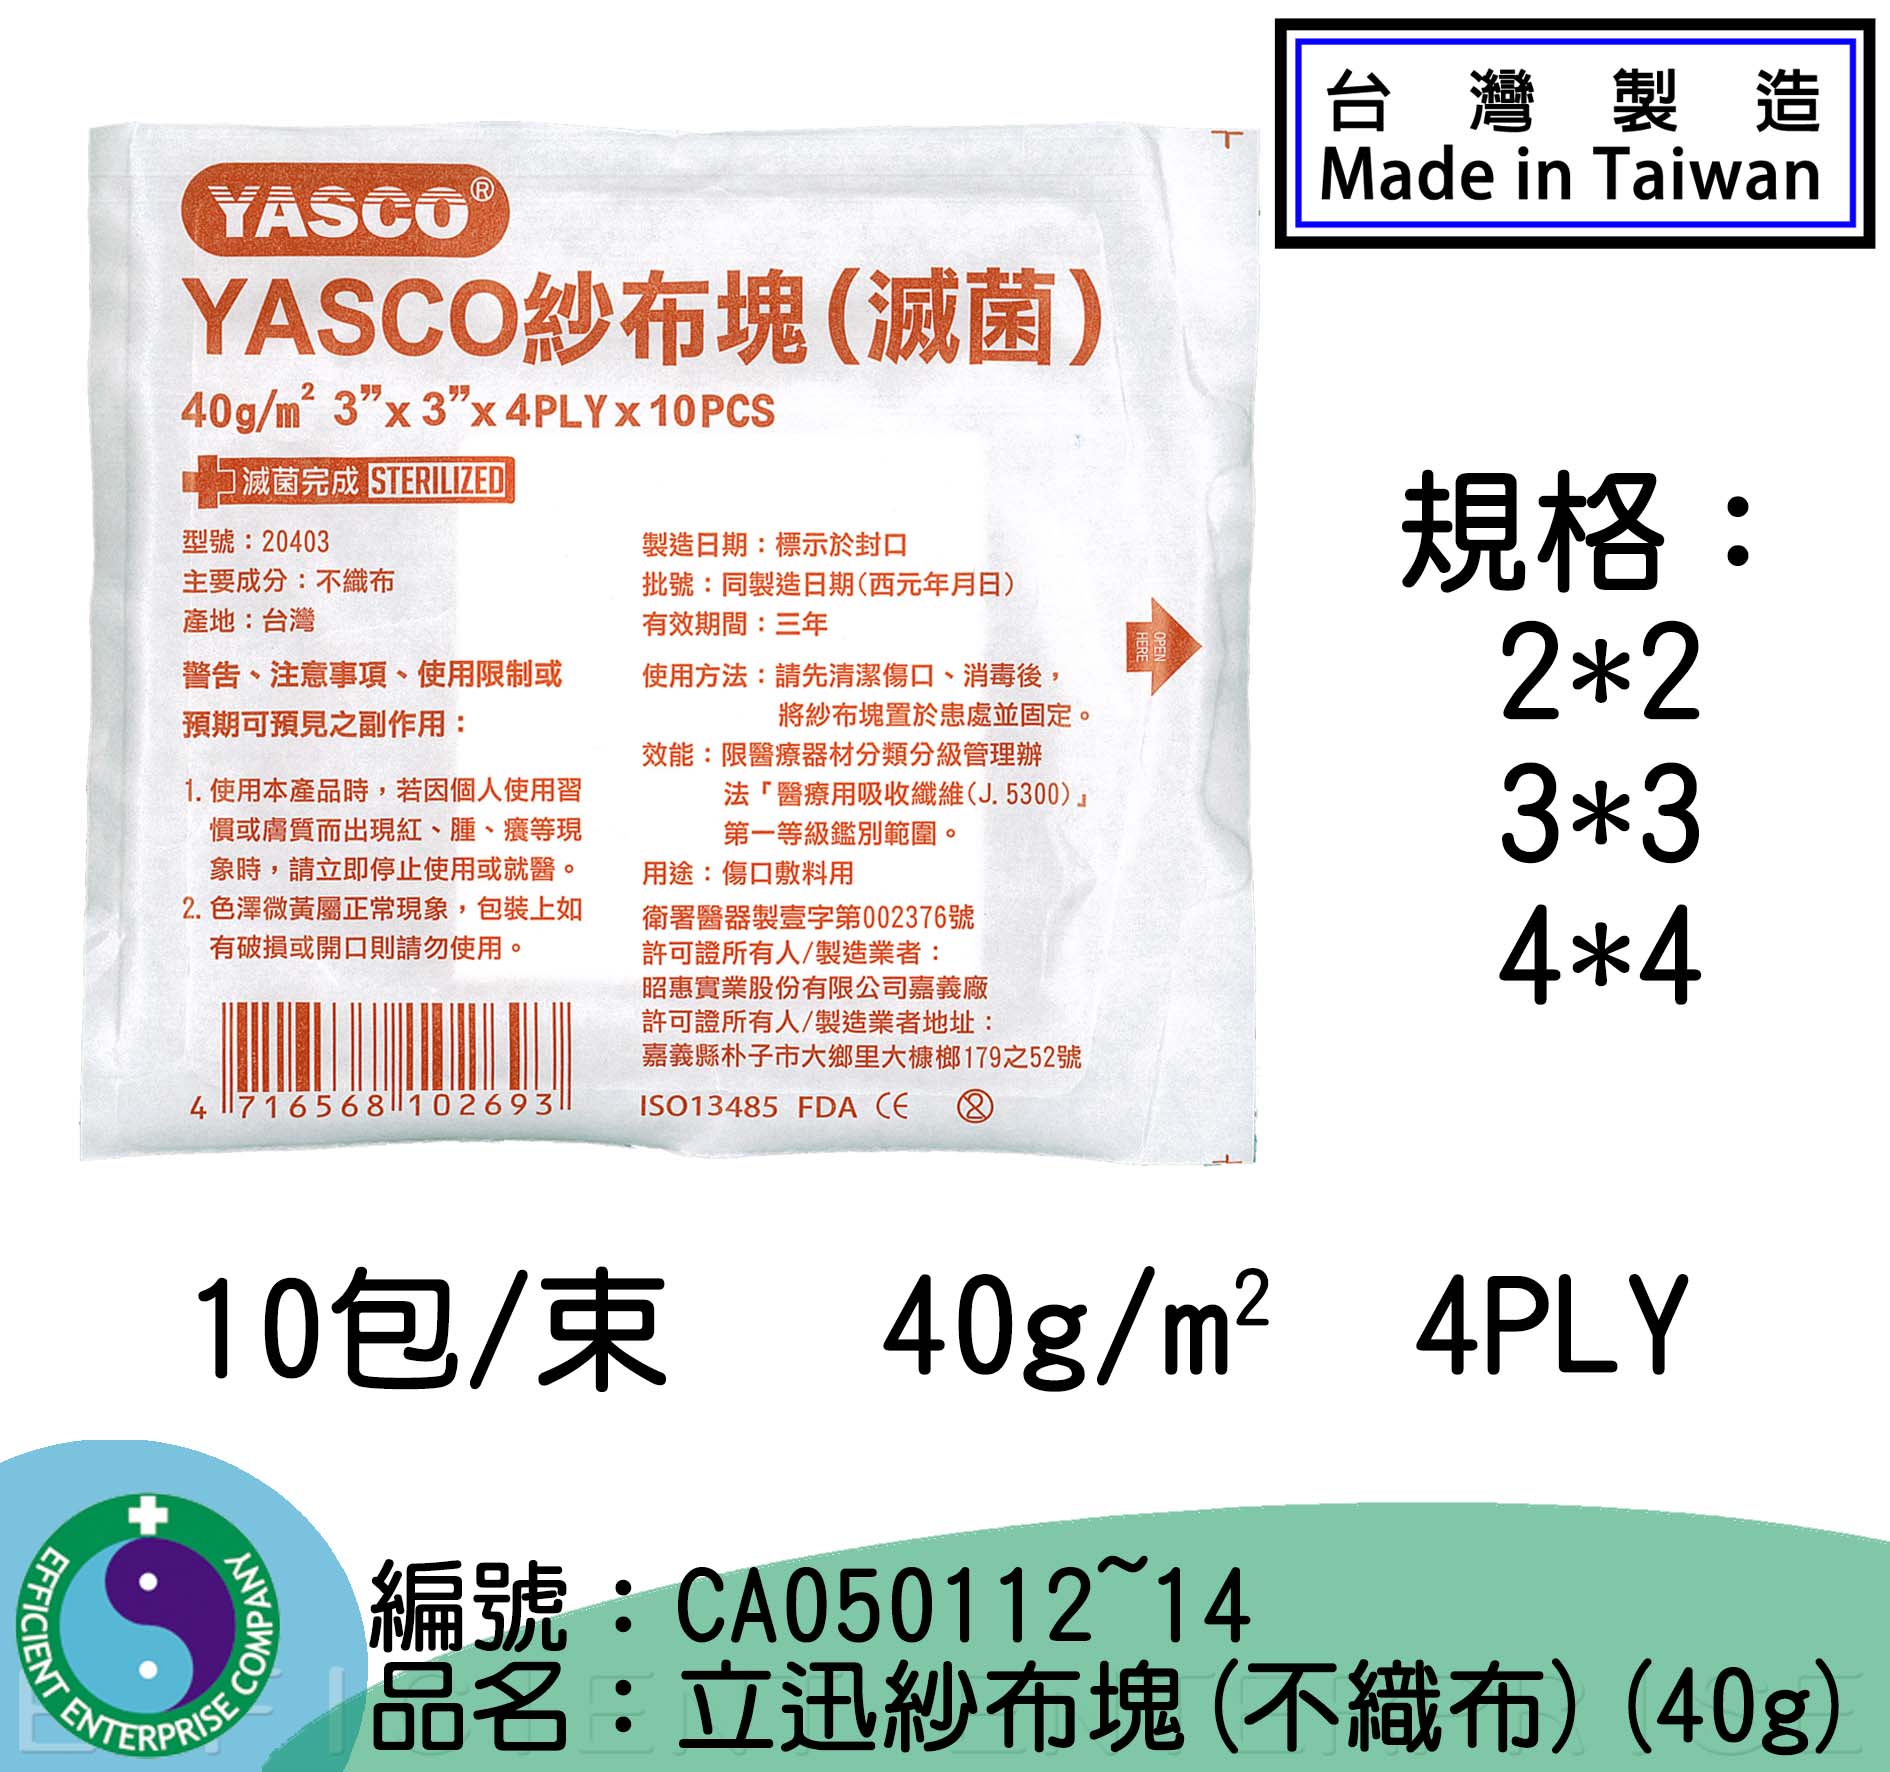 台灣製造
Made in Taiwan
YASCO®
YASCO紗布塊(滅菌)
40g/m² 3”x 3”x 4PLY x 10PCS
滅菌完成 STERILIZED
型號：20403
主要成分：不織布
產地：台灣
警告、注意事項、使用限制或
預期可預見之副作用：
1. 使用本產品時，若因個人使用習
慣或膚質而出現紅、腫、癢等現
象時，請立即停止使用或就醫。
2. 色澤微黃屬正常現象，包裝上如
有破損或開口則請勿使用。
4 716568 102693
製造日期：標示於封口
批號：同製造日期(西元年月日)
有效期間：三年
使用方法：請先清潔傷口、消毒後，
將紗布塊置於患處並固定。
效能：限醫療器材分類分級管理辦
法『醫療用吸收纖維(J.5300)』
第一等級鑑別範圍。
用途：傷口敷料用
衛署醫器製壹字第002376號
許可證所有人/製造業者：
昭惠實業股份有限公司嘉義廠
許可證所有人/製造業者地址：
嘉義縣朴子市大鄉里大槺榔179之52號
ISO13485 FDA CE 2
OPEN
HERE
規格：
2*2
3*3
4*4
10包/束 40g/m² 4PLY
EFFICIENT ENTERPRISE COMPANY
編號：CA050112~14
品名：立迅紗布塊(不織布)(40g)
EFFICIENT ENTERPRISE